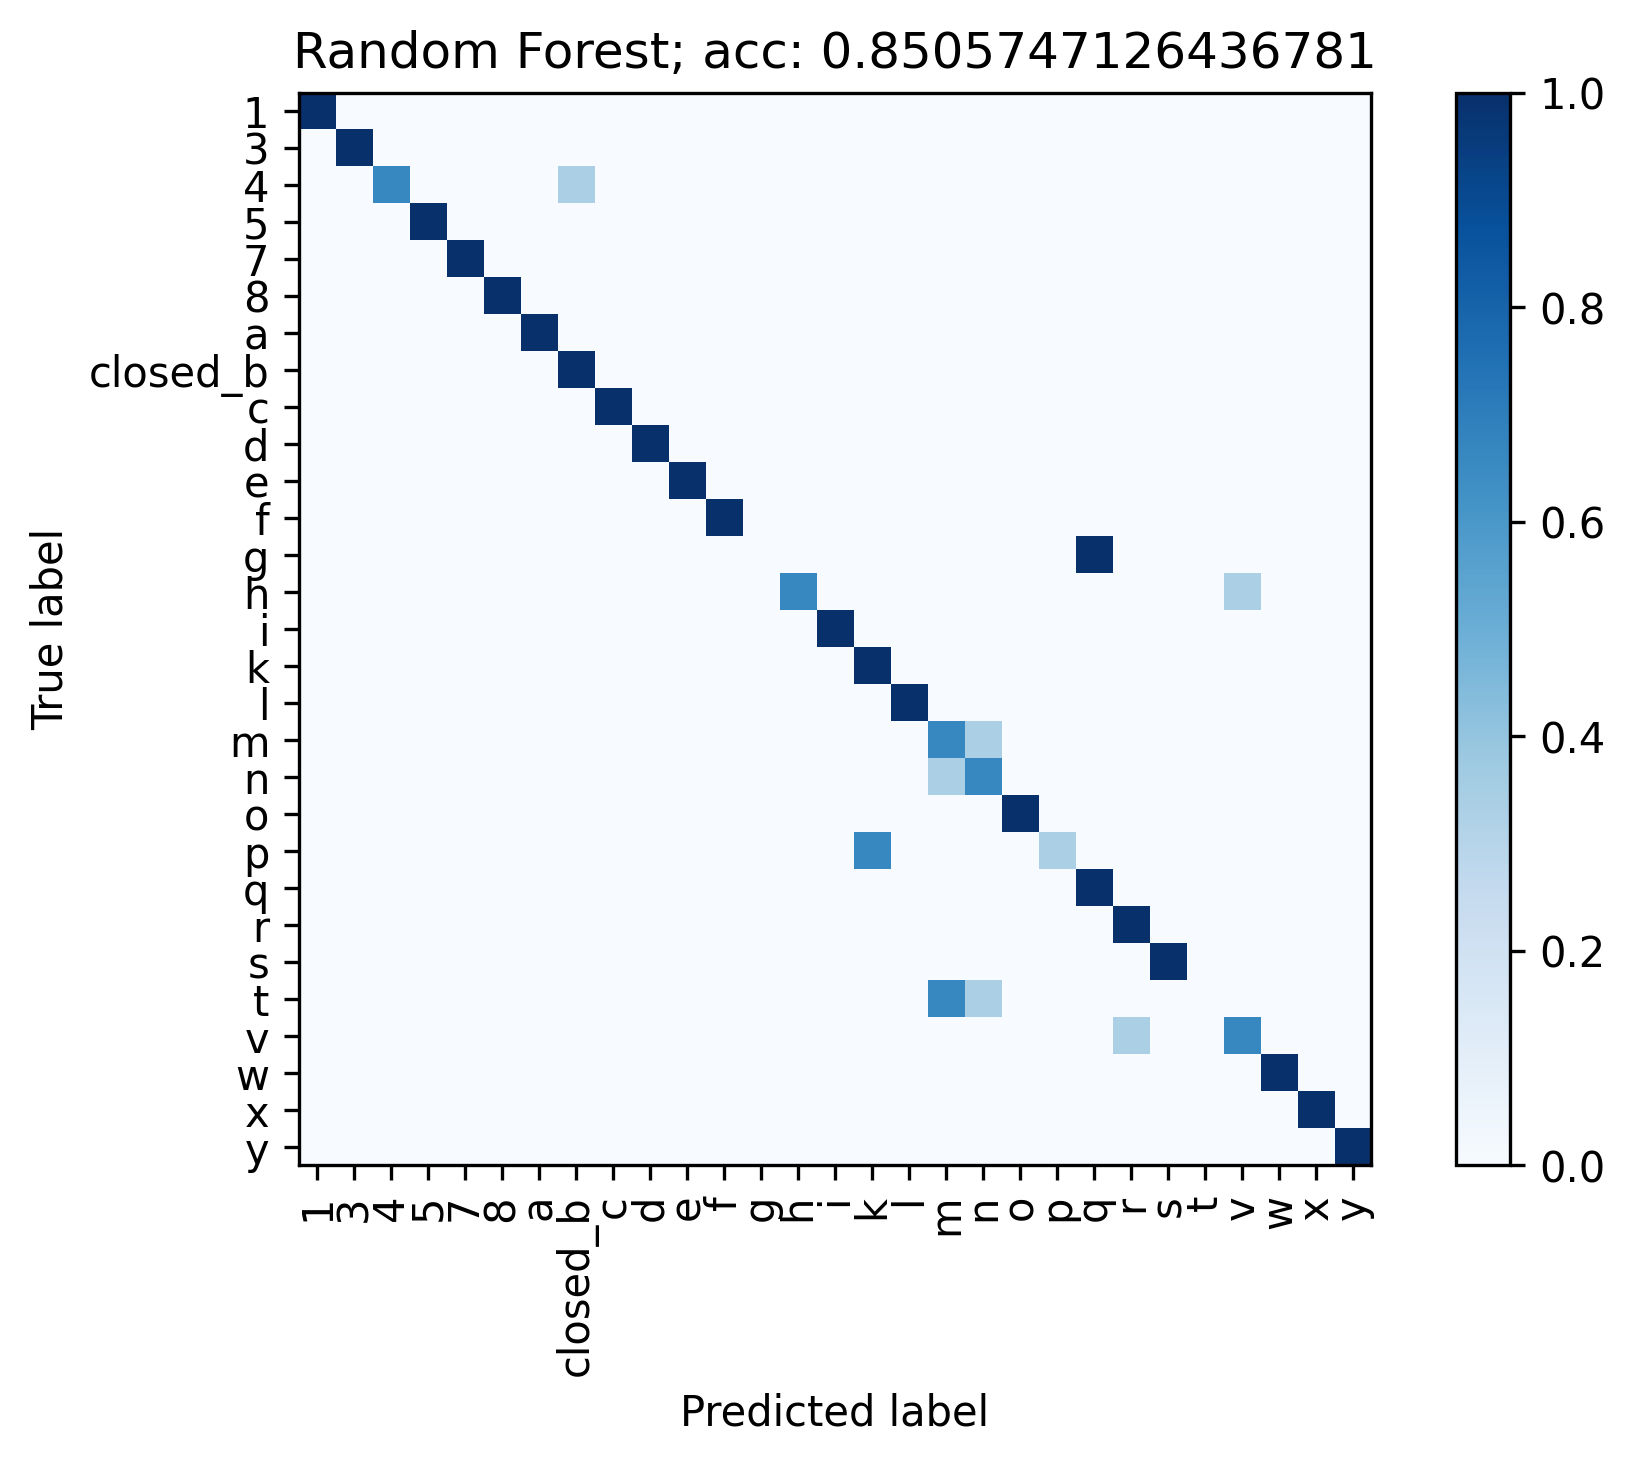 Random Forest; acc: 0.8505747126436781
True label
1
3
4
5
7
8
a
closed_b
c
d
e
f
g
h
i
k
l
m
n
o
p
q
r
s
t
v
w
x
y
1 3 4 5 7 8 a closed_b c d e f g h i k l m n o p q r s t v w x y
Predicted label
1.0
0.8
0.6
0.4
0.2
0.0